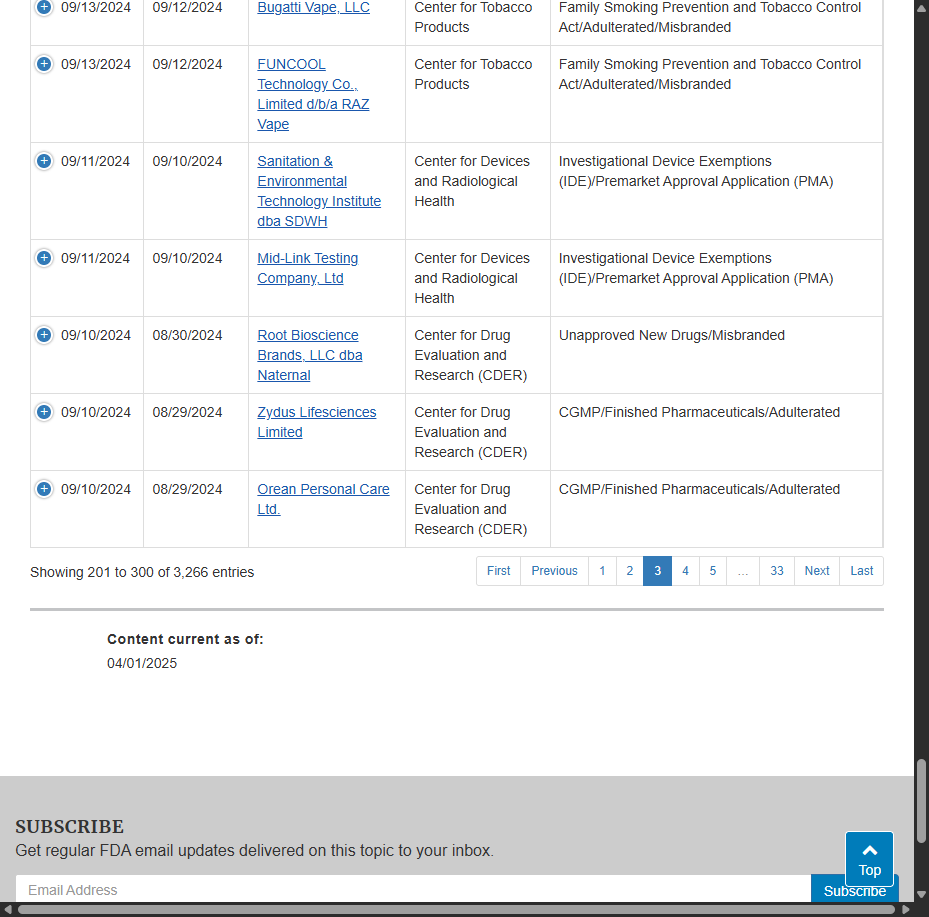 09/13/2024 09/12/2024 Bugatti Vape, LLC Center for Tobacco Family Smoking Prevention and Tobacco Control
Products Act/Adulterated/Misbranded
09/13/2024 09/12/2024 FUNCOOL Center for Tobacco Family Smoking Prevention and Tobacco Control
Technology Co., Products Act/Adulterated/Misbranded
Limited d/b/a RAZ
Vape
09/11/2024 09/10/2024 Sanitation & Center for Devices Investigational Device Exemptions
Environmental and Radiological (IDE)/Premarket Approval Application (PMA)
Technology Institute Health
dba SDWH
09/11/2024 09/10/2024 Mid-Link Testing Center for Devices Investigational Device Exemptions
Company, Ltd and Radiological (IDE)/Premarket Approval Application (PMA)
Health
09/10/2024 08/30/2024 Root Bioscience Center for Drug Unapproved New Drugs/Misbranded
Brands, LLC dba Evaluation and
Naternal Research (CDER)
09/10/2024 08/29/2024 Zydus Lifesciences Center for Drug CGMP/Finished Pharmaceuticals/Adulterated
Limited Evaluation and
Research (CDER)
09/10/2024 08/29/2024 Orean Personal Care Center for Drug CGMP/Finished Pharmaceuticals/Adulterated
Ltd. Evaluation and
Research (CDER)
Showing 201 to 300 of 3,266 entries First Previous 1 2 3 4 5 … 33 Next Last
Content current as of:
04/01/2025
SUBSCRIBE
Get regular FDA email updates delivered on this topic to your inbox.
Top
Email Address Subscribe